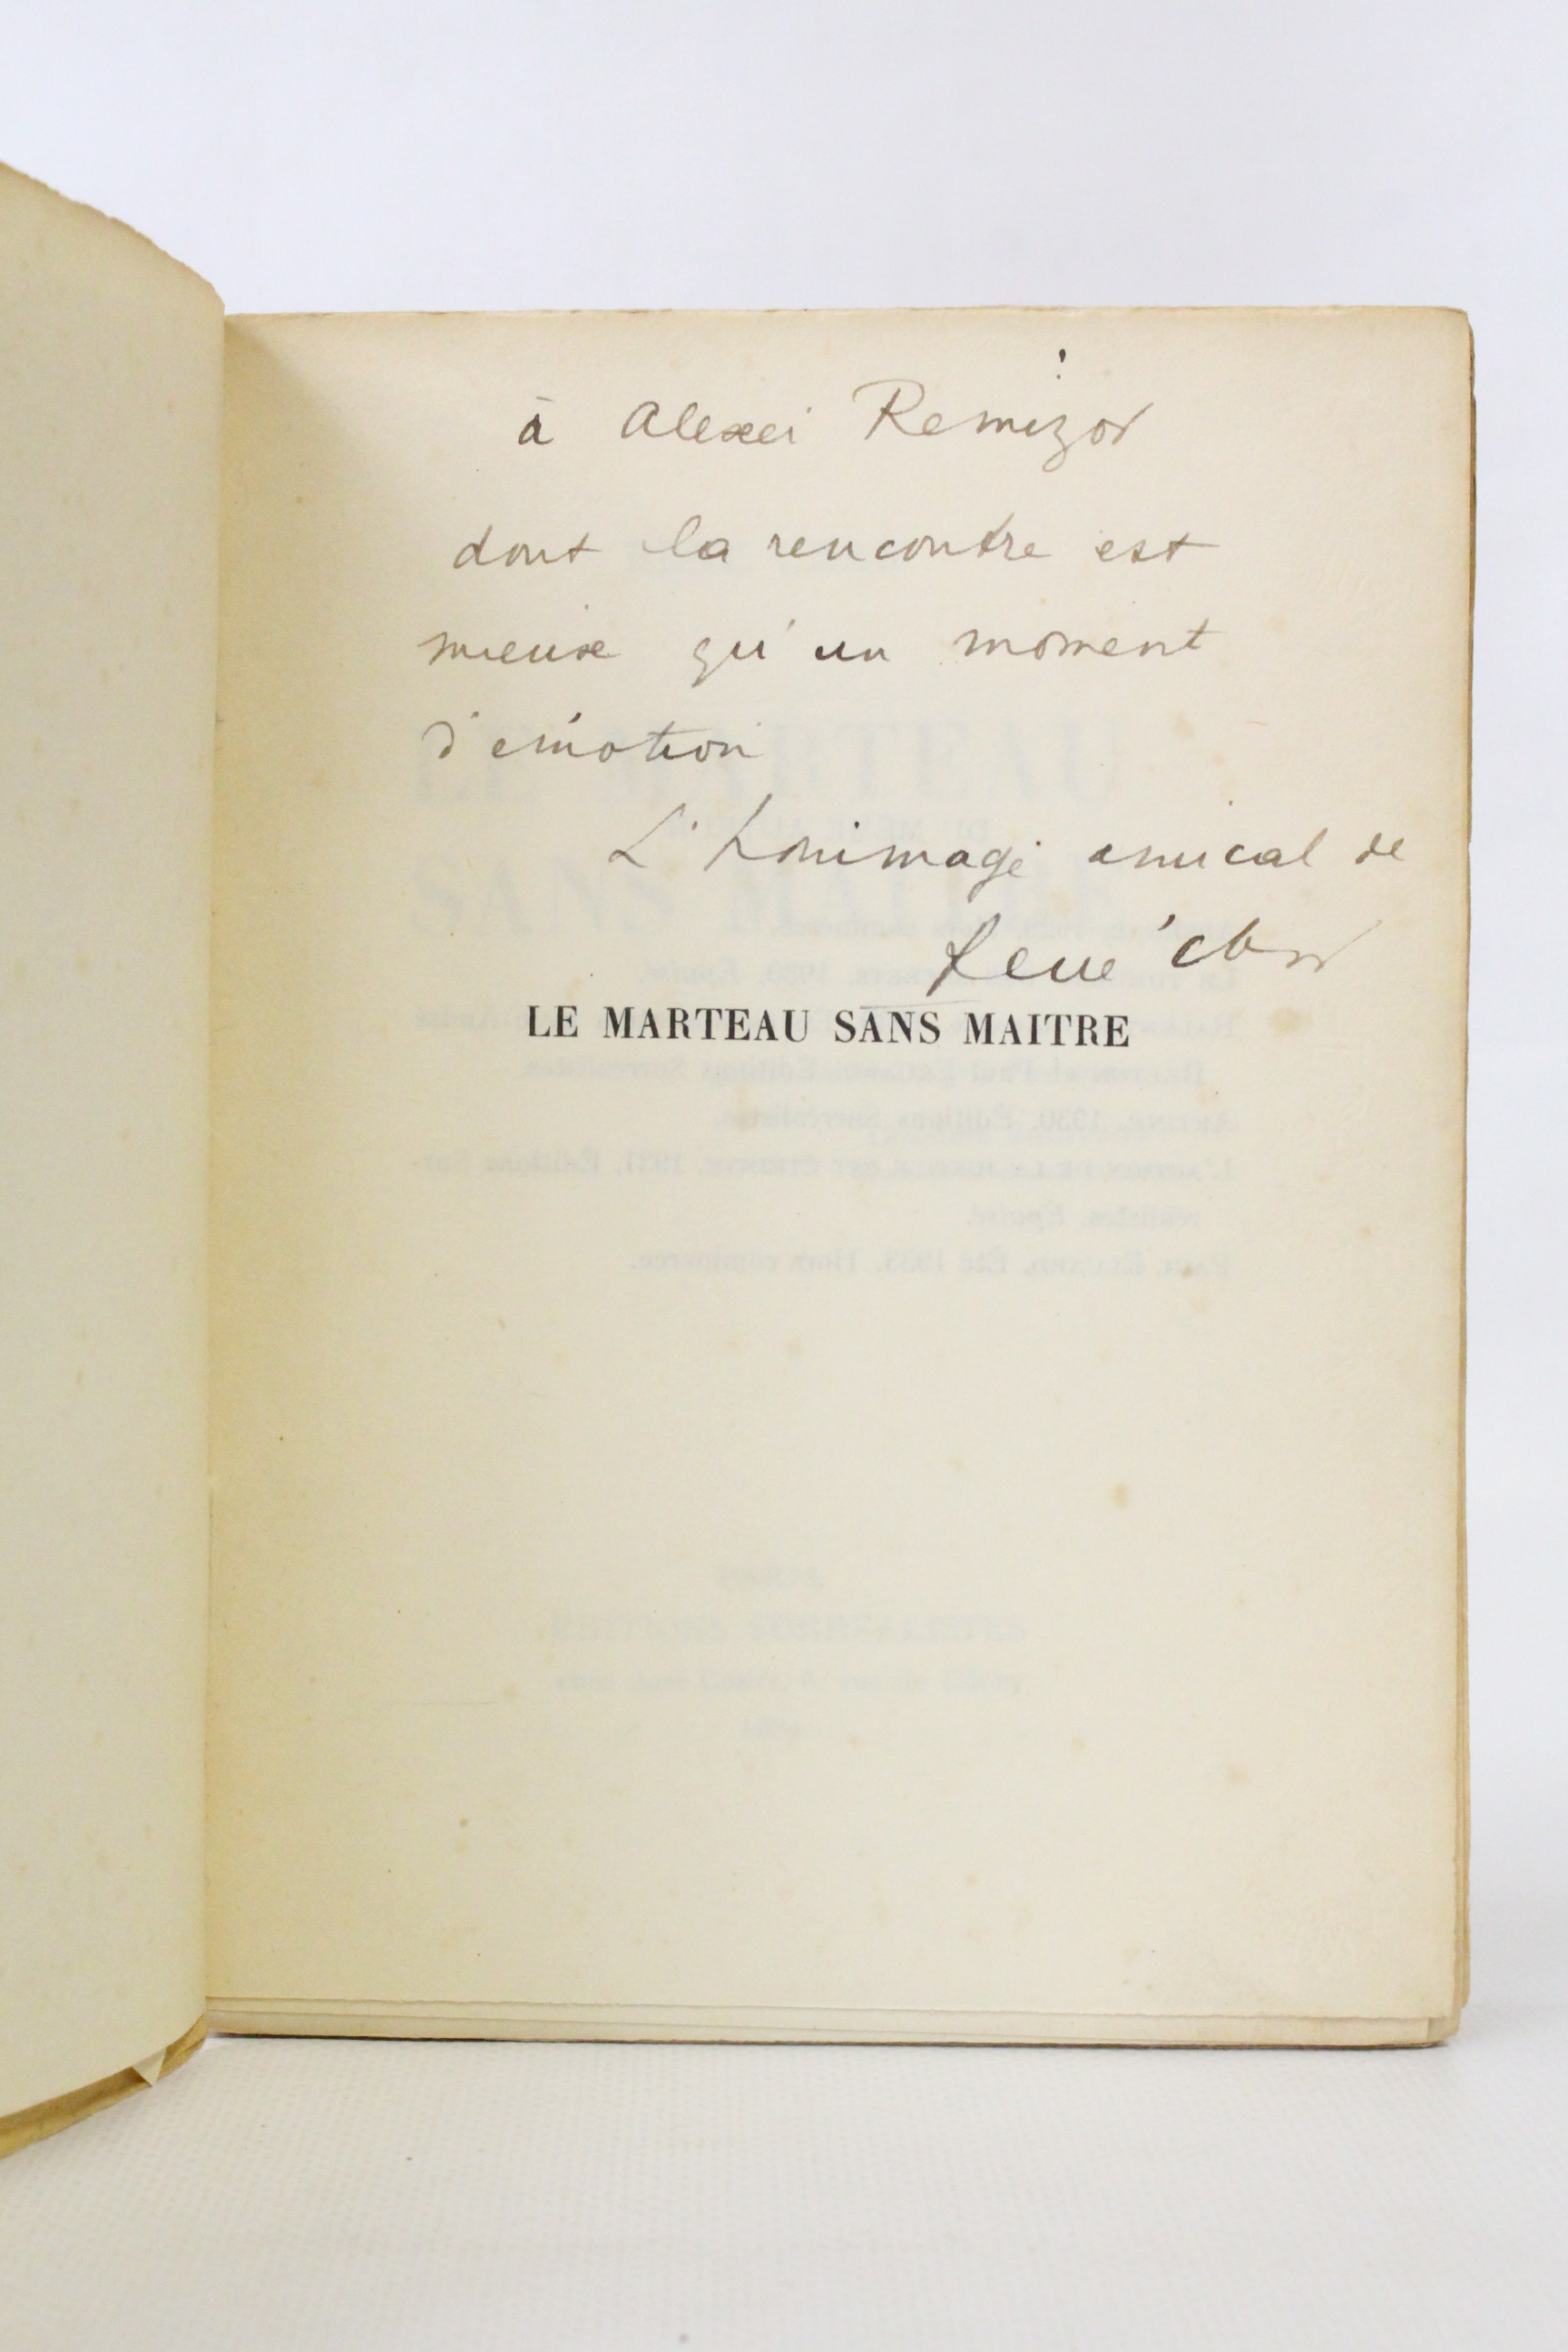 à Alexei Remizov
dont la rencontre est
mieux qu'un moment
d'émotion
L'hommage amical de
René Char
LE MARTEAU SANS MAITRE